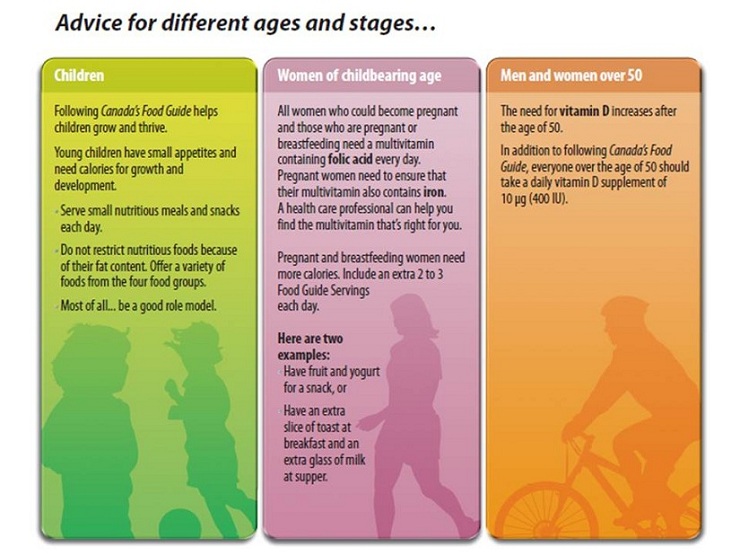 Advice for different ages and stages…
Children
Following Canada's Food Guide helps
children grow and thrive.
Young children have small appetites and
need calories for growth and
development.
· Serve small nutritious meals and snacks
each day.
· Do not restrict nutritious foods because
of their fat content. Offer a variety of
foods from the four food groups.
· Most of all... be a good role model.
Women of childbearing age
All women who could become pregnant
and those who are pregnant or
breastfeeding need a multivitamin
containing folic acid every day.
Pregnant women need to ensure that
their multivitamin also contains iron.
A health care professional can help you
find the multivitamin that's right for you.
Pregnant and breastfeeding women need
more calories. Include an extra 2 to 3
Food Guide Servings
each day.
Here are two
examples:
· Have fruit and yogurt
for a snack, or
· Have an extra
slice of toast at
breakfast and an
extra glass of milk
at supper.
Men and women over 50
The need for vitamin D increases after
the age of 50.
In addition to following Canada's Food
Guide, everyone over the age of 50 should
take a daily vitamin D supplement of
10 µg (400 IU).